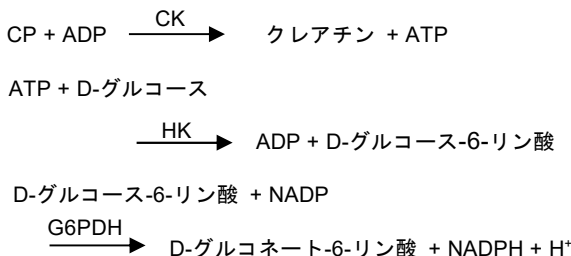 CK
CP + ADP クレアチン + ATP
ATP + D-グルコース
HK
ADP + D-グルコース-6-リン酸
D-グルコース-6-リン酸 + NADP
G6PDH
D-グルコネート-6-リン酸 + NADPH + H⁺